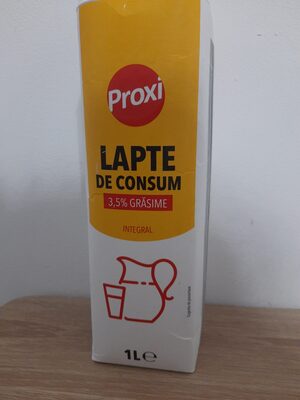 Proxi
LAPTE
DE CONSUM
3,5% GRĂSIME
INTEGRAL
1L℮